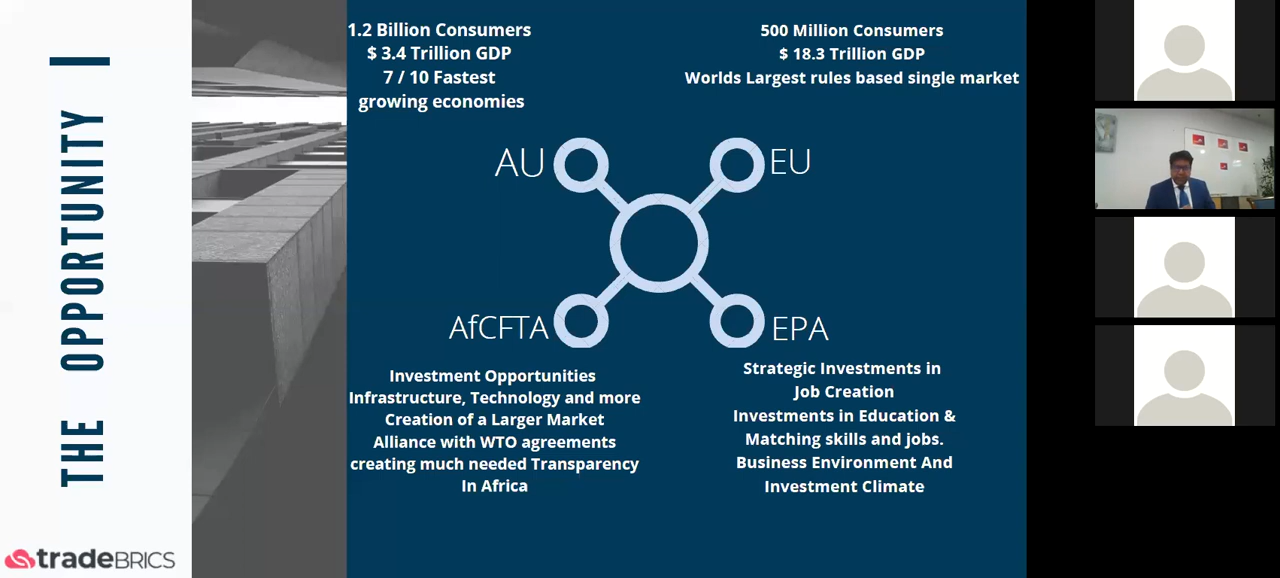 THE OPPORTUNITY
1.2 Billion Consumers
$ 3.4 Trillion GDP
7 / 10 Fastest
growing economies
500 Million Consumers
$ 18.3 Trillion GDP
Worlds Largest rules based single market
AU
EU
AfCFTA
EPA
Investment Opportunities
Infrastructure, Technology and more
Creation of a Larger Market
Alliance with WTO agreements
creating much needed Transparency
In Africa
Strategic Investments in
Job Creation
Investments in Education &
Matching skills and jobs.
Business Environment And
Investment Climate
tradeBRICS